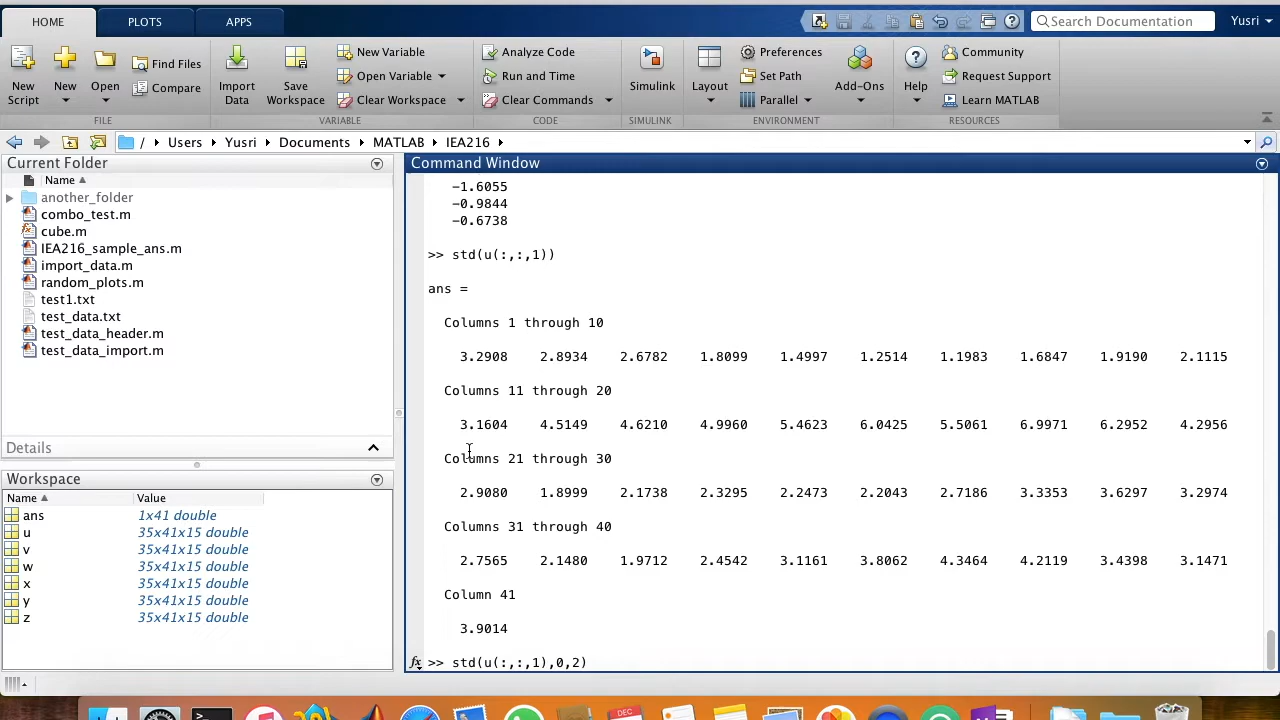 HOME PLOTS APPS
Search Documentation Yusri
New Script
New
Open
Find Files
Compare
FILE
Import Data
Save Workspace
New Variable
Open Variable
Clear Workspace
VARIABLE
Analyze Code
Run and Time
Clear Commands
CODE
Simulink
SIMULINK
Layout
Preferences
Set Path
Parallel
Add-Ons
ENVIRONMENT
Help
Community
Request Support
Learn MATLAB
RESOURCES
/ Users Yusri Documents MATLAB IEA216
Current Folder
Name
another_folder
combo_test.m
cube.m
IEA216_sample_ans.m
import_data.m
random_plots.m
test1.txt
test_data.txt
test_data_header.m
test_data_import.m
Details
Workspace
Name Value
ans 1x41 double
u 35x41x15 double
v 35x41x15 double
w 35x41x15 double
x 35x41x15 double
y 35x41x15 double
z 35x41x15 double
Command Window
-1.6055
-0.9844
-0.6738
>> std(u(:,:,1))
ans =
Columns 1 through 10
3.2908 2.8934 2.6782 1.8099 1.4997 1.2514 1.1983 1.6847 1.9190 2.1115
Columns 11 through 20
3.1604 4.5149 4.6210 4.9960 5.4623 6.0425 5.5061 6.9971 6.2952 4.2956
Columns 21 through 30
2.9080 1.8999 2.1738 2.3295 2.2473 2.2043 2.7186 3.3353 3.6297 3.2974
Columns 31 through 40
2.7565 2.1480 1.9712 2.4542 3.1161 3.8062 4.3464 4.2119 3.4398 3.1471
Column 41
3.9014
fx >> std(u(:,:,1),0,2)
DEC